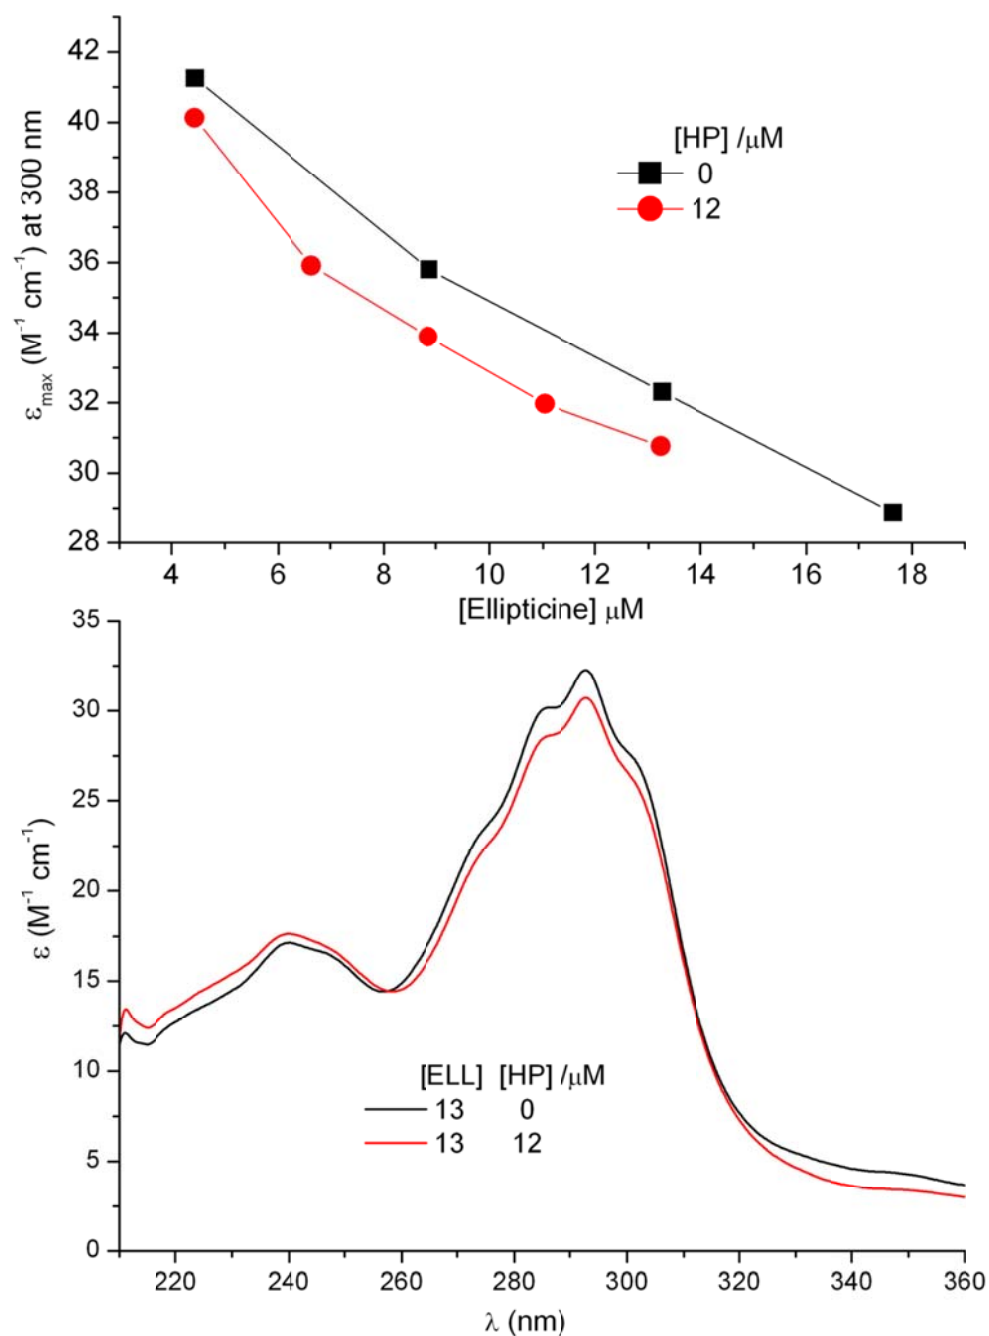 42
40
38
36
34
32
30
28
ε_max (M⁻¹ cm⁻¹) at 300 nm
[HP] /μM
0
12
4 6 8 10 12 14 16 18
[Ellipticine] μM
35
30
25
20
15
10
5
0
ε (M⁻¹ cm⁻¹)
[ELL] [HP] /μM
13 0
13 12
220 240 260 280 300 320 340 360
λ (nm)